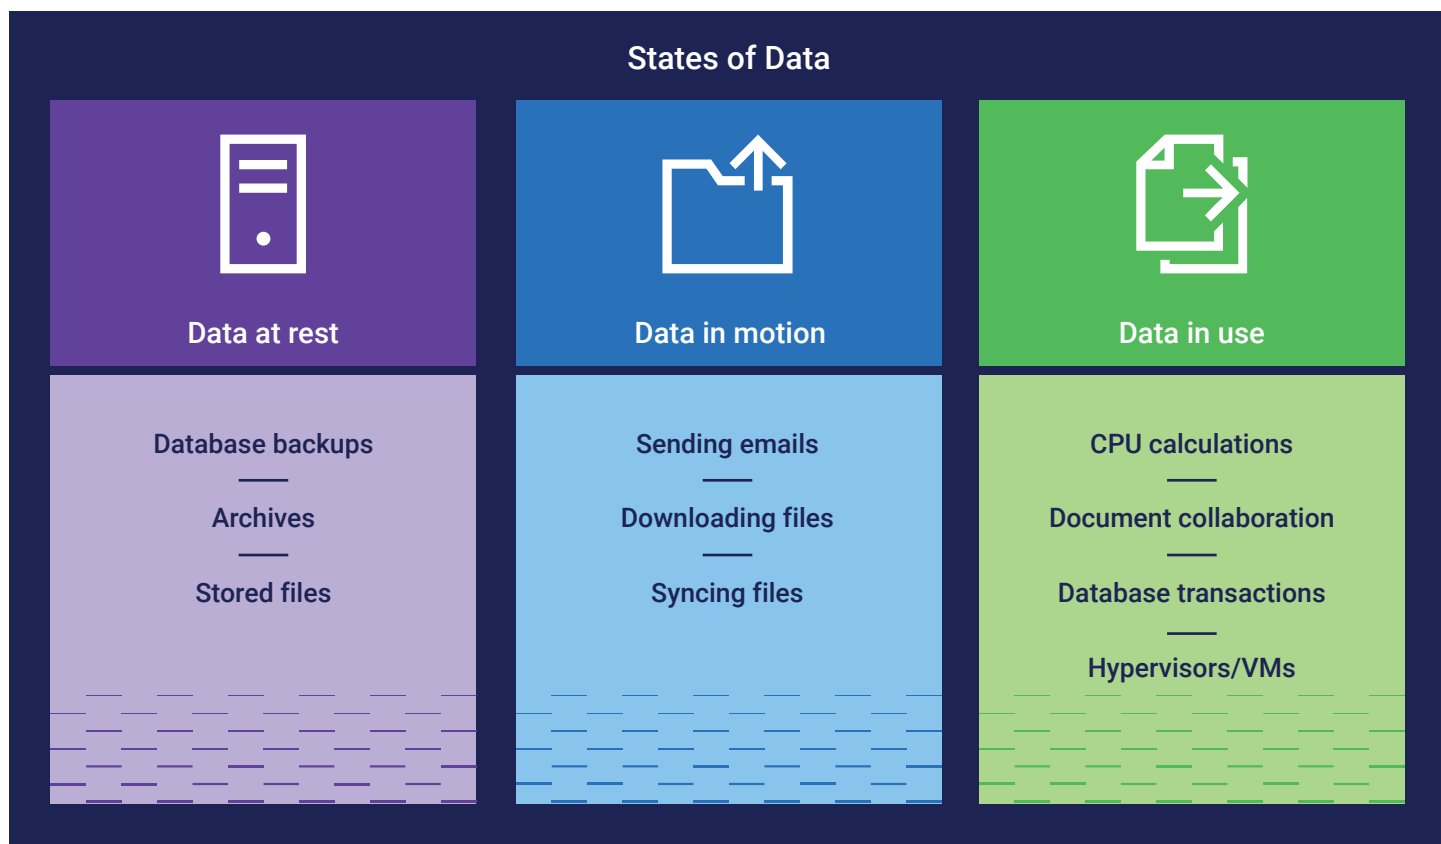 States of Data
Data at rest
Database backups
Archives
Stored files
Data in motion
Sending emails
Downloading files
Syncing files
Data in use
CPU calculations
Document collaboration
Database transactions
Hypervisors/VMs